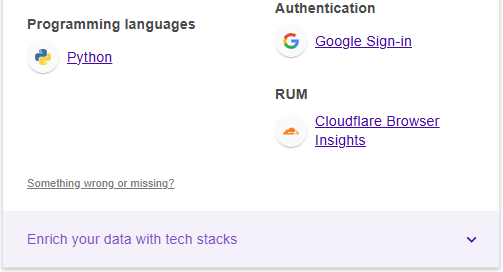 Programming languages
Python
Authentication
Google Sign-in
RUM
Cloudflare Browser
Insights
Something wrong or missing?
Enrich your data with tech stacks